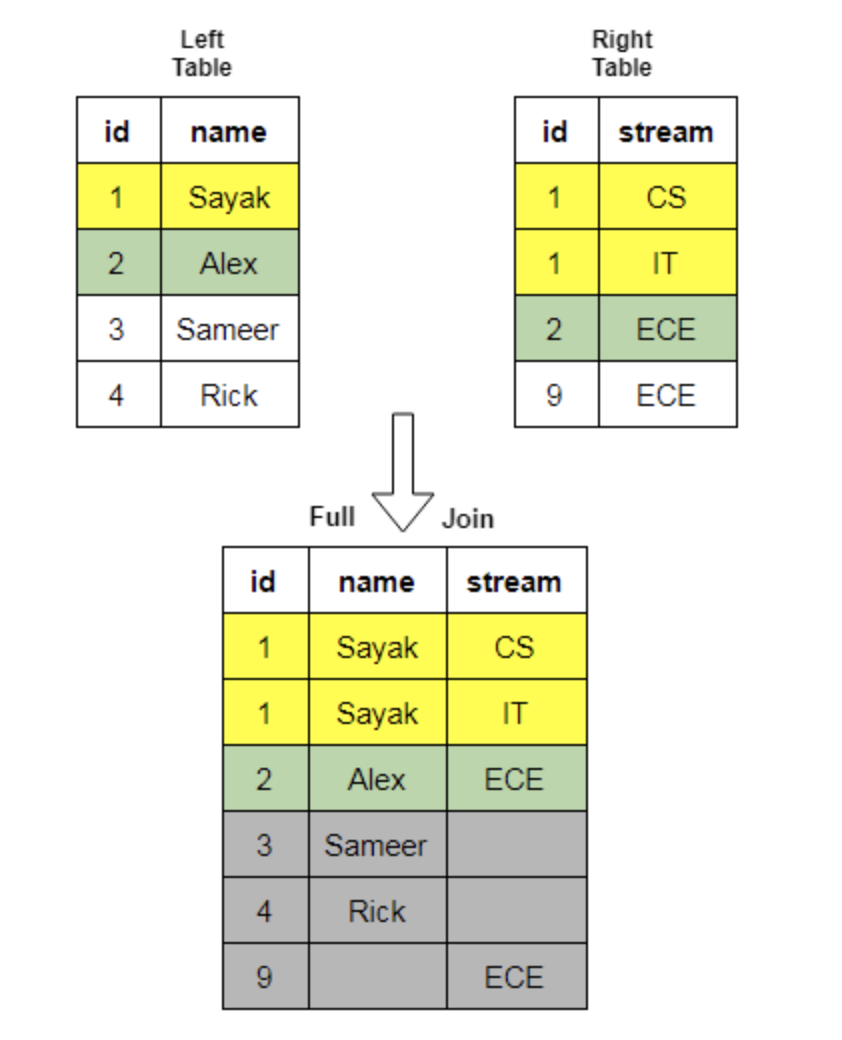 Left
Table
Right
Table
id name
1 Sayak
2 Alex
3 Sameer
4 Rick
id stream
1 CS
1 IT
2 ECE
9 ECE
Full Join
id name stream
1 Sayak CS
1 Sayak IT
2 Alex ECE
3 Sameer
4 Rick
9 ECE